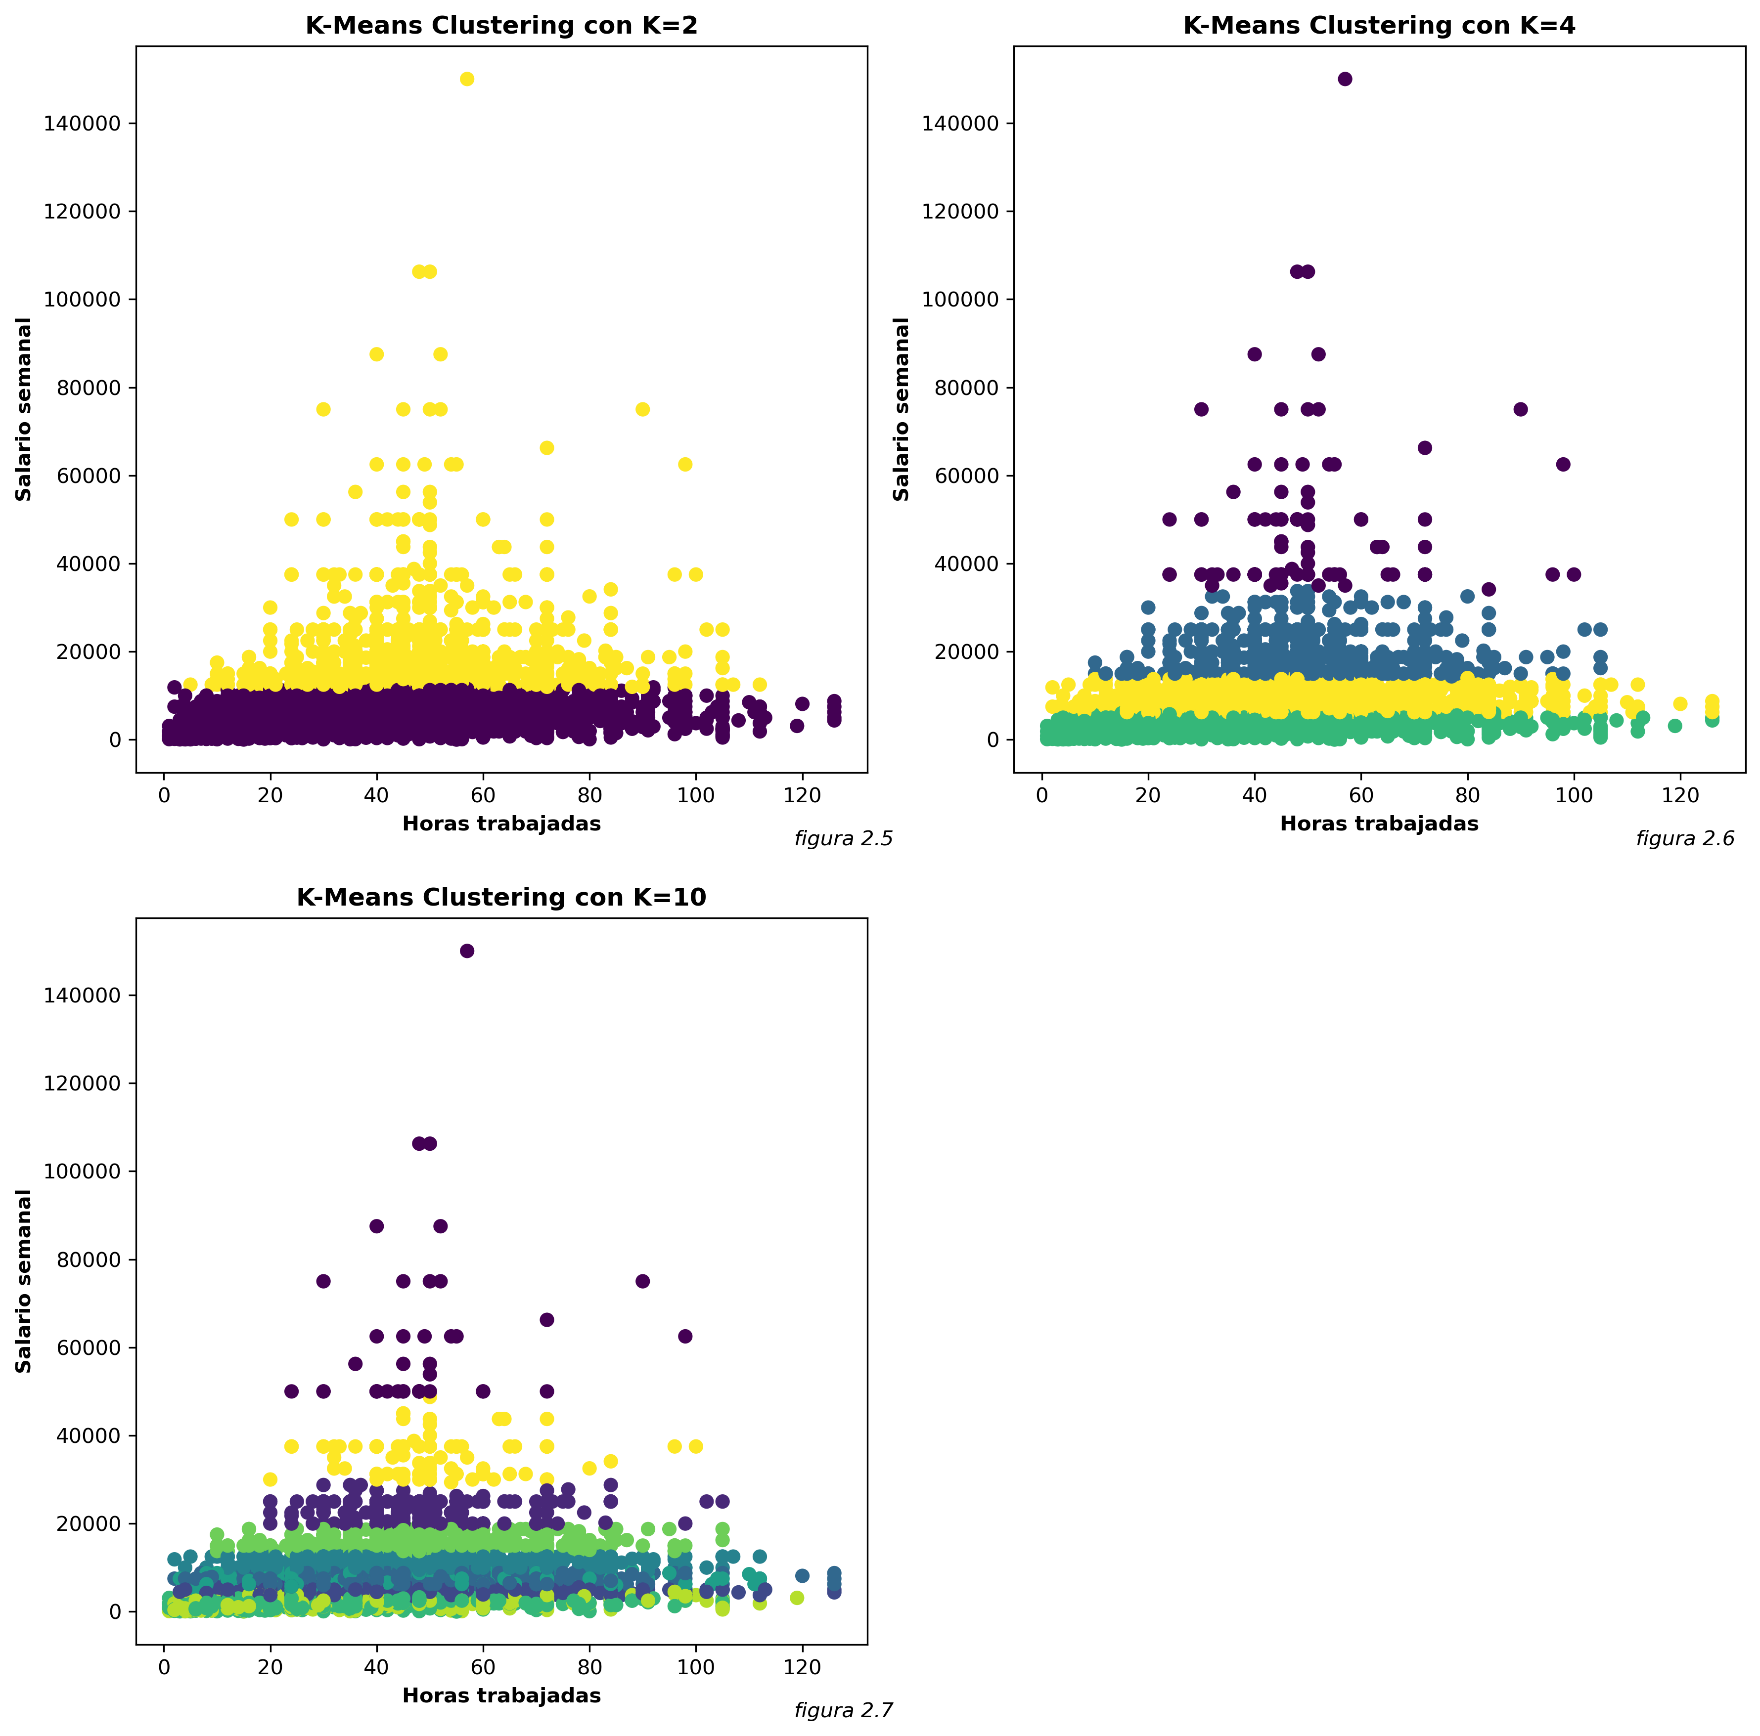 K-Means Clustering con K=2
140000
120000
100000
80000
60000
40000
20000
0
Salario semanal
0 20 40 60 80 100 120
Horas trabajadas
figura 2.5
K-Means Clustering con K=4
140000
120000
100000
80000
60000
40000
20000
0
Salario semanal
0 20 40 60 80 100 120
Horas trabajadas
figura 2.6
K-Means Clustering con K=10
140000
120000
100000
80000
60000
40000
20000
0
Salario semanal
0 20 40 60 80 100 120
Horas trabajadas
figura 2.7